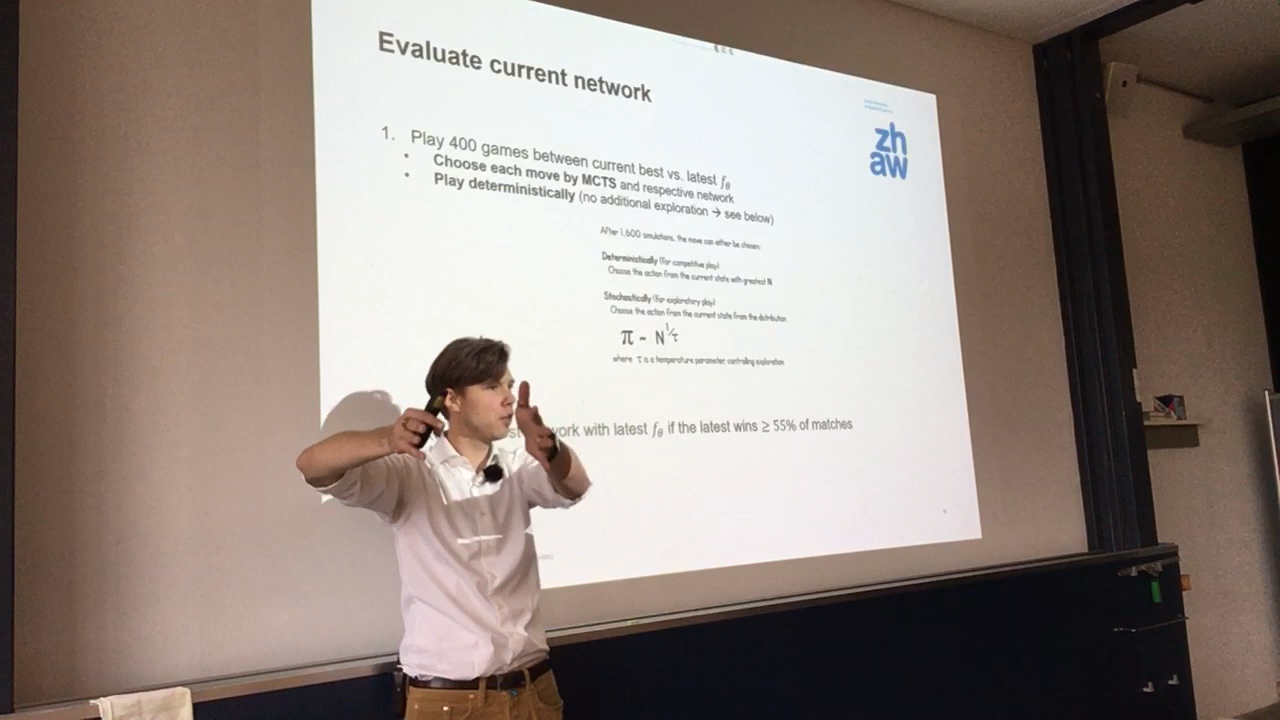 Evaluate current network
zh
aw
1. Play 400 games between current best vs. latest fθ
• Choose each move by MCTS and respective network
• Play deterministically (no additional exploration → see below)
After 1,600 simulations, the move can either be chosen:
Deterministically (for competitive play)
Choose the action from the current state with greatest N
Stochastically (for exploratory play)
Choose the action from the current state from the distribution
π ~ N^1/τ
where τ is a temperature parameter, controlling exploration
with latest fθ if the latest wins ≥ 55% of matches